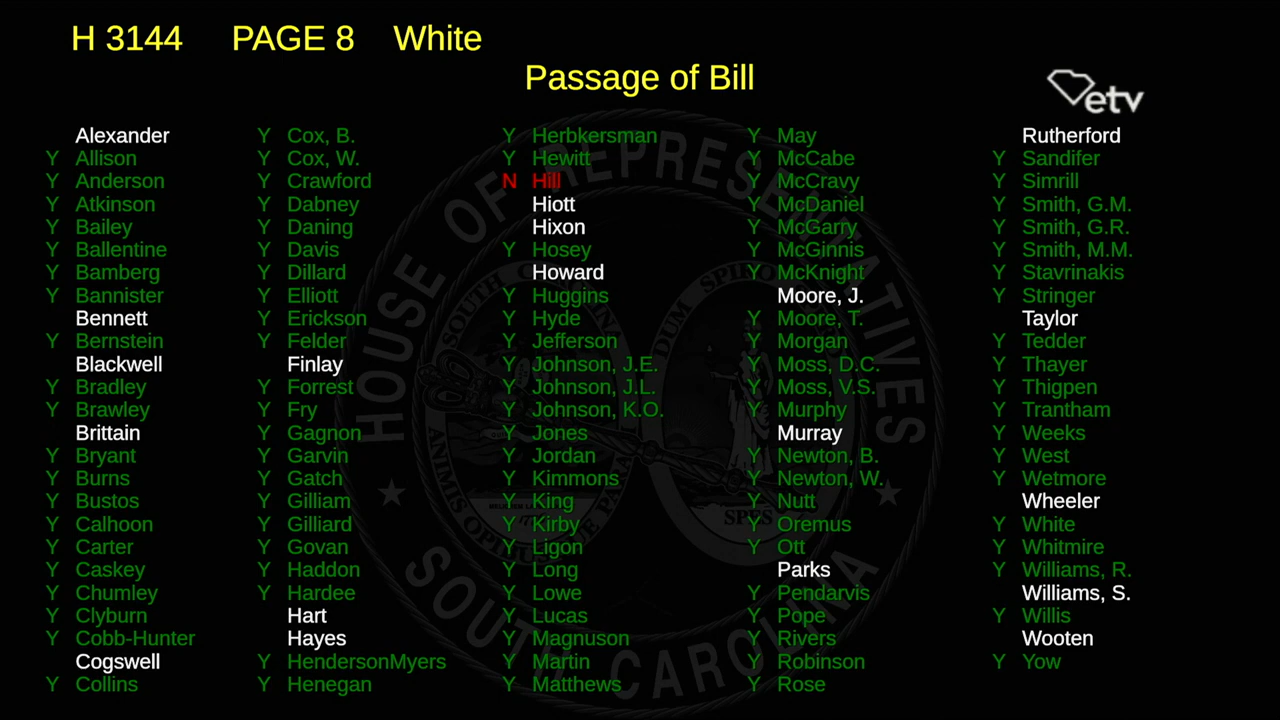 H 3144 PAGE 8 White
Passage of Bill
etv
Alexander Y Cox, B. Y Herbkersman Y May Rutherford
Y Allison Y Cox, W. Y Hewitt Y McCabe Y Sandifer
Y Anderson Y Crawford N Hill Y McCravy Y Simrill
Y Atkinson Y Dabney Hiott Y McDaniel Y Smith, G.M.
Y Bailey Y Daning Hixon Y McGarry Y Smith, G.R.
Y Ballentine Y Davis Y Hosey Y McGinnis Y Smith, M.M.
Y Bamberg Y Dillard Howard Y McKnight Y Stavrinakis
Y Bannister Y Elliott Y Huggins Moore, J. Y Stringer
Bennett Y Erickson Y Hyde Y Moore, T. Taylor
Y Bernstein Y Felder Y Jefferson Y Morgan Y Tedder
Blackwell Finlay Y Johnson, J.E. Y Moss, D.C. Y Thayer
Y Bradley Y Forrest Y Johnson, J.L. Y Moss, V.S. Y Thigpen
Y Brawley Y Fry Y Johnson, K.O. Y Murphy Y Trantham
Brittain Y Gagnon Y Jones Murray Y Weeks
Y Bryant Y Garvin Y Jordan Y Newton, B. Y West
Y Burns Y Gatch Y Kimmons Y Newton, W. Y Wetmore
Y Bustos Y Gilliam Y King Y Nutt Wheeler
Y Calhoon Y Gilliard Y Kirby Y Oremus Y White
Y Carter Y Govan Y Ligon Y Ott Y Whitmire
Y Caskey Y Haddon Y Long Parks Y Williams, R.
Y Chumley Y Hardee Y Lowe Y Pendarvis Williams, S.
Y Clyburn Hart Y Lucas Y Pope Y Willis
Y Cobb-Hunter Hayes Y Magnuson Y Rivers Wooten
Cogswell Y HendersonMyers Y Martin Y Robinson Y Yow
Y Collins Y Henegan Y Matthews Y Rose
HOUSE OF REPRESENTATIVES
SOUTH CAROLINA